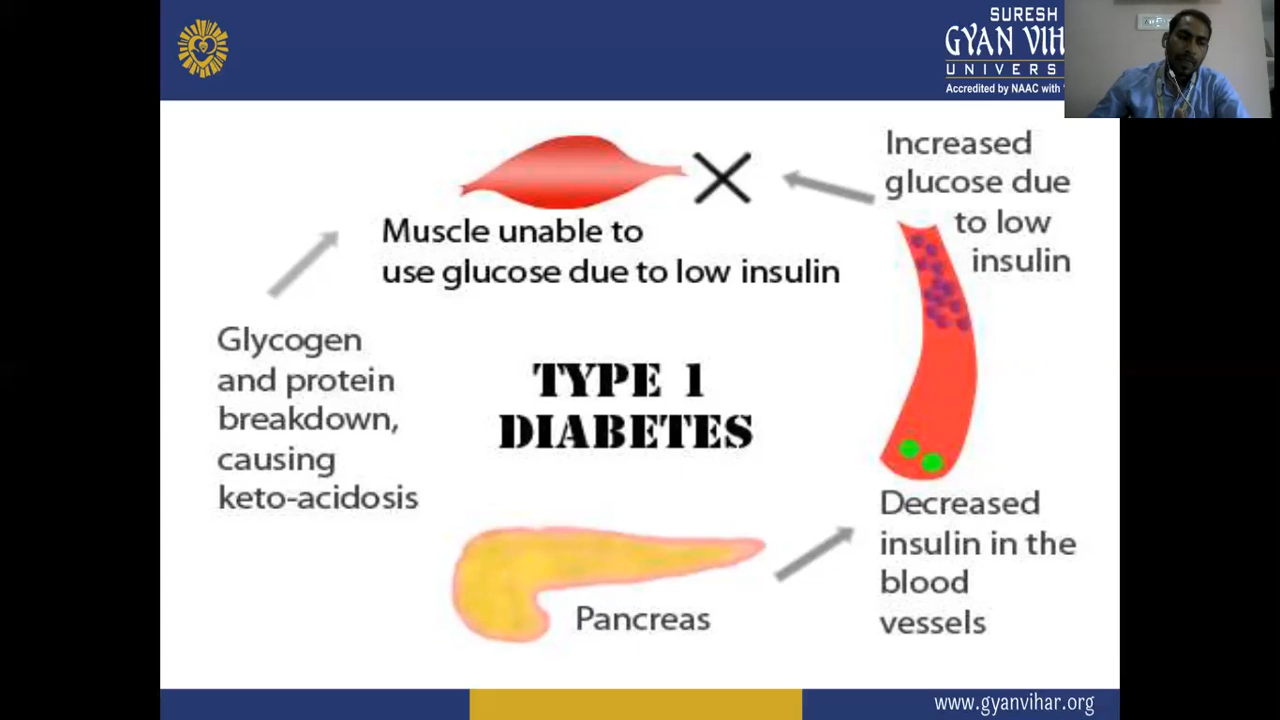 SURESH
GYAN VIH
UNIVERS
Accredited by NAAC with
Increased
glucose due
to low
insulin
Muscle unable to
use glucose due to low insulin
Glycogen
and protein
breakdown,
causing
keto-acidosis
TYPE 1
DIABETES
Decreased
insulin in the
blood
vessels
Pancreas
www.gyanvihar.org